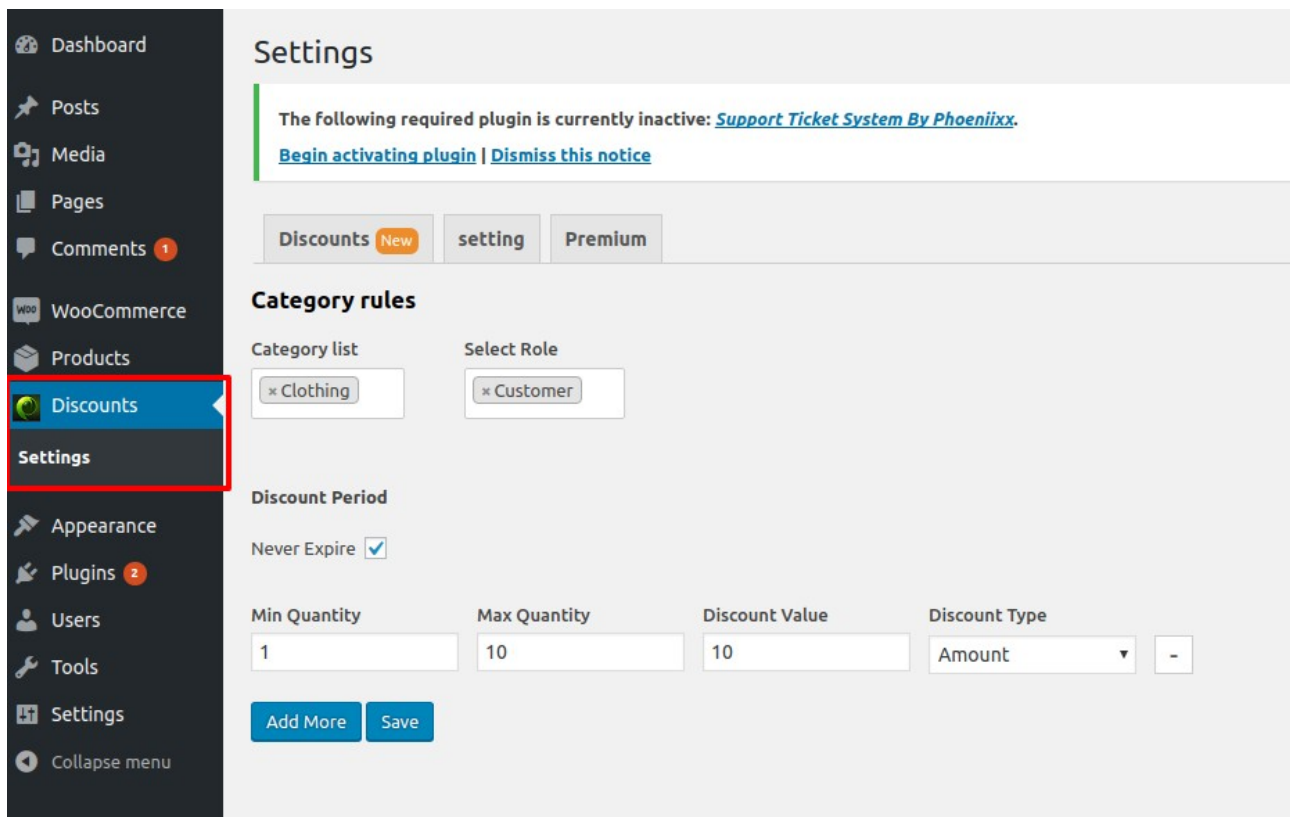 Dashboard
Posts
Media
Pages
Comments 1
WOO WooCommerce
Products
Discounts
Settings
Appearance
Plugins 2
Users
Tools
Settings
Collapse menu
Settings
The following required plugin is currently inactive: Support Ticket System By Phoeniixx.
Begin activating plugin | Dismiss this notice
Discounts New setting Premium
Category rules
Category list Select Role
× Clothing × Customer
Discount Period
Never Expire
Min Quantity Max Quantity Discount Value Discount Type
1 10 10 Amount -
Add More Save